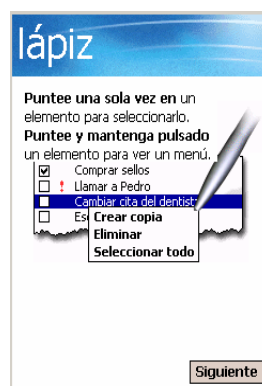 lápiz
Puntee una sola vez en un
elemento para seleccionarlo.
Puntee y mantenga pulsado
un elemento para ver un menú.
Comprar sellos
! Llamar a Pedro
Cambiar cita del dentist
Es
Crear copia
Eliminar
Seleccionar todo
Siguiente